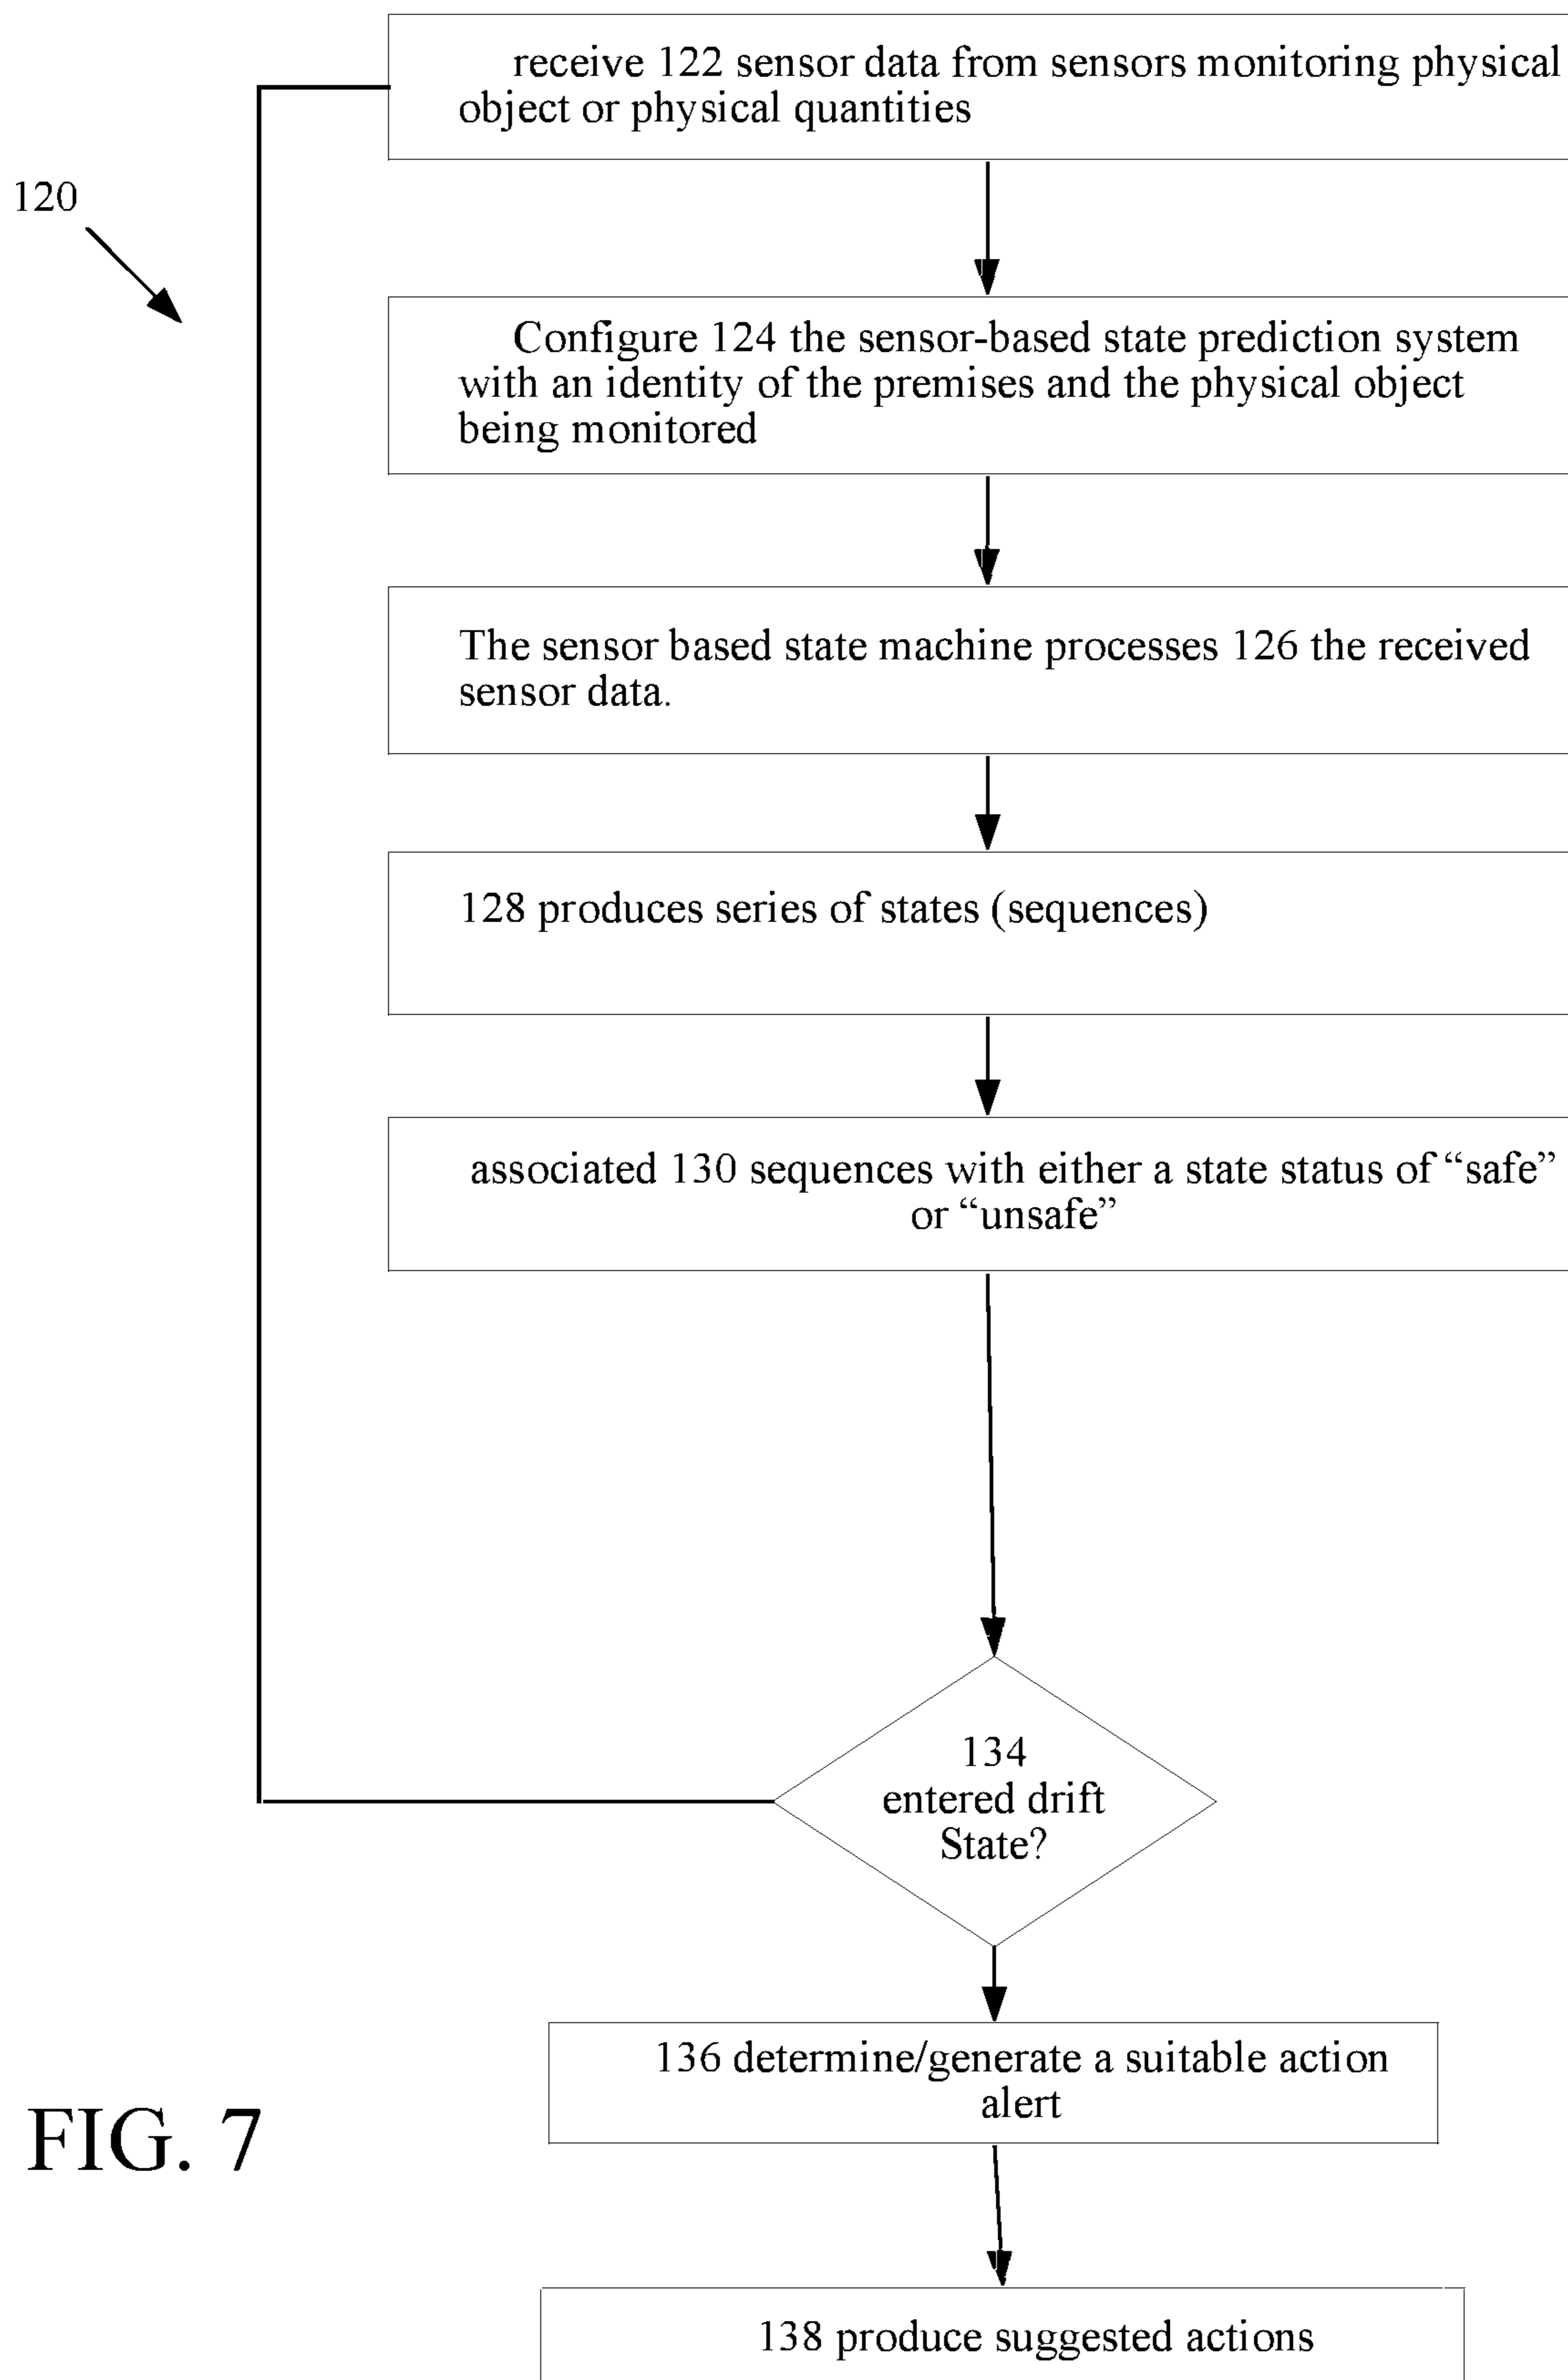 receive 122 sensor data from sensors monitoring physical
object or physical quantities
120
Configure 124 the sensor-based state prediction system
with an identity of the premises and the physical object
being monitored
The sensor based state machine processes 126 the received
sensor data.
128 produces series of states (sequences)
associated 130 sequences with either a state status of “safe”
or “unsafe”
134
entered drift
State?
136 determine/generate a suitable action
alert
FIG. 7
138 produce suggested actions